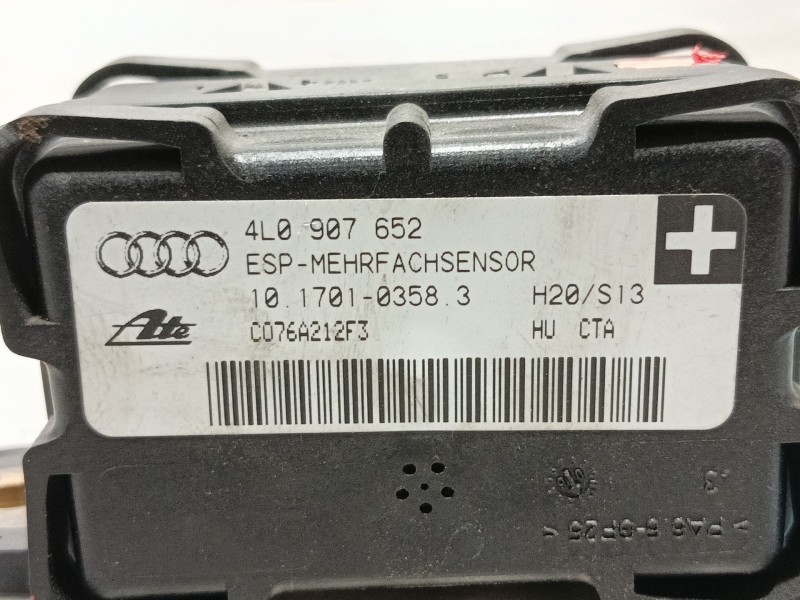 4L0 907 652
ESP-MEHRFACHSENSOR
10.1701-0358.3 H20/S13
Ate C076A212F3 HU CTA